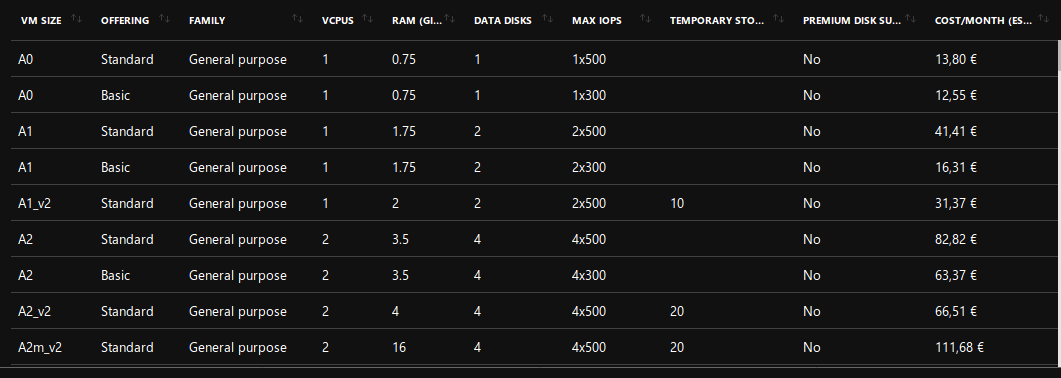 VM SIZE OFFERING FAMILY VCPUS RAM (GI... DATA DISKS MAX IOPS TEMPORARY STO... PREMIUM DISK SU... COST/MONTH (ES...
A0 Standard General purpose 1 0.75 1 1x500 No 13,80 €
A0 Basic General purpose 1 0.75 1 1x300 No 12,55 €
A1 Standard General purpose 1 1.75 2 2x500 No 41,41 €
A1 Basic General purpose 1 1.75 2 2x300 No 16,31 €
A1_v2 Standard General purpose 1 2 2 2x500 10 No 31,37 €
A2 Standard General purpose 2 3.5 4 4x500 No 82,82 €
A2 Basic General purpose 2 3.5 4 4x300 No 63,37 €
A2_v2 Standard General purpose 2 4 4 4x500 20 No 66,51 €
A2m_v2 Standard General purpose 2 16 4 4x500 20 No 111,68 €